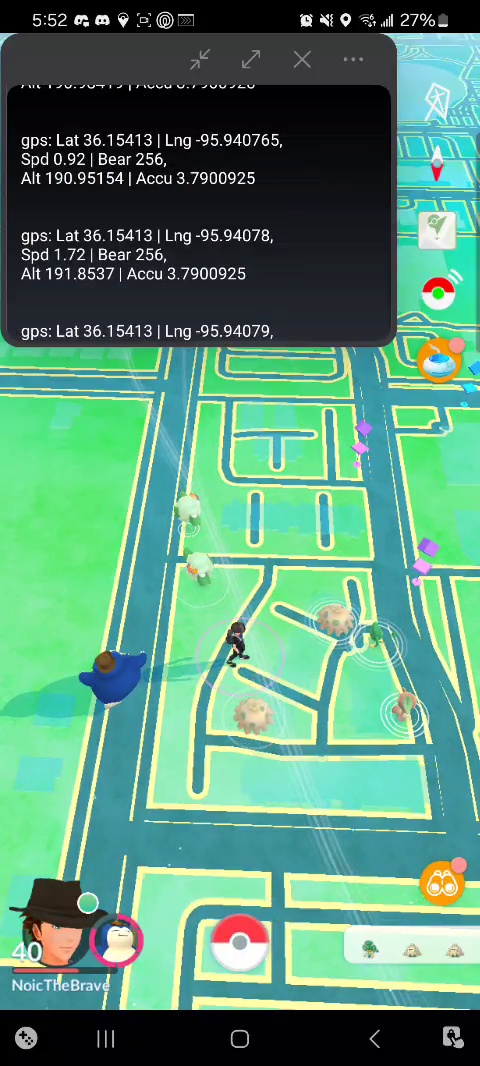 5:52
27%
gps: Lat 36.15413 | Lng -95.940765,
Spd 0.92 | Bear 256,
Alt 190.95154 | Accu 3.7900925
gps: Lat 36.15413 | Lng -95.94078,
Spd 1.72 | Bear 256,
Alt 191.8537 | Accu 3.7900925
gps: Lat 36.15413 | Lng -95.94079,
40
NoicTheBrave